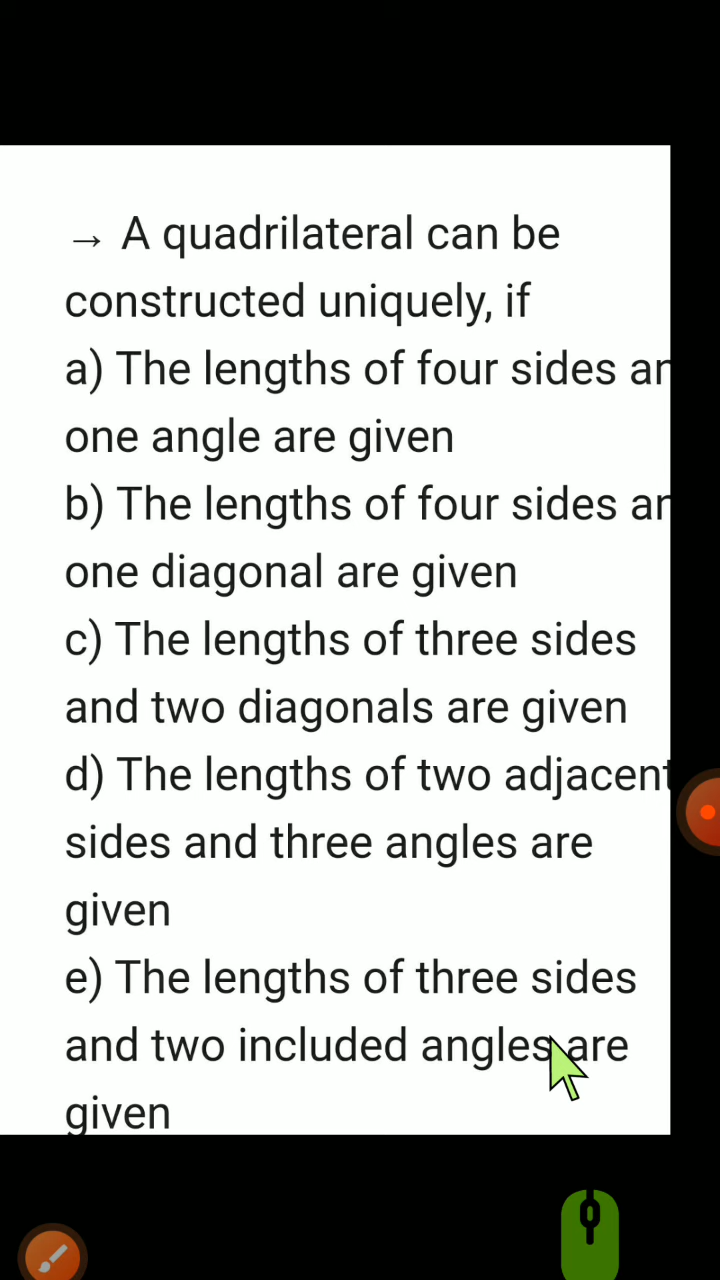 → A quadrilateral can be
constructed uniquely, if
a) The lengths of four sides
one angle are given
b) The lengths of four sides
one diagonal are given
c) The lengths of three sides
and two diagonals are given
d) The lengths of two adjacent
sides and three angles are
given
e) The lengths of three sides
and two included angles are
given